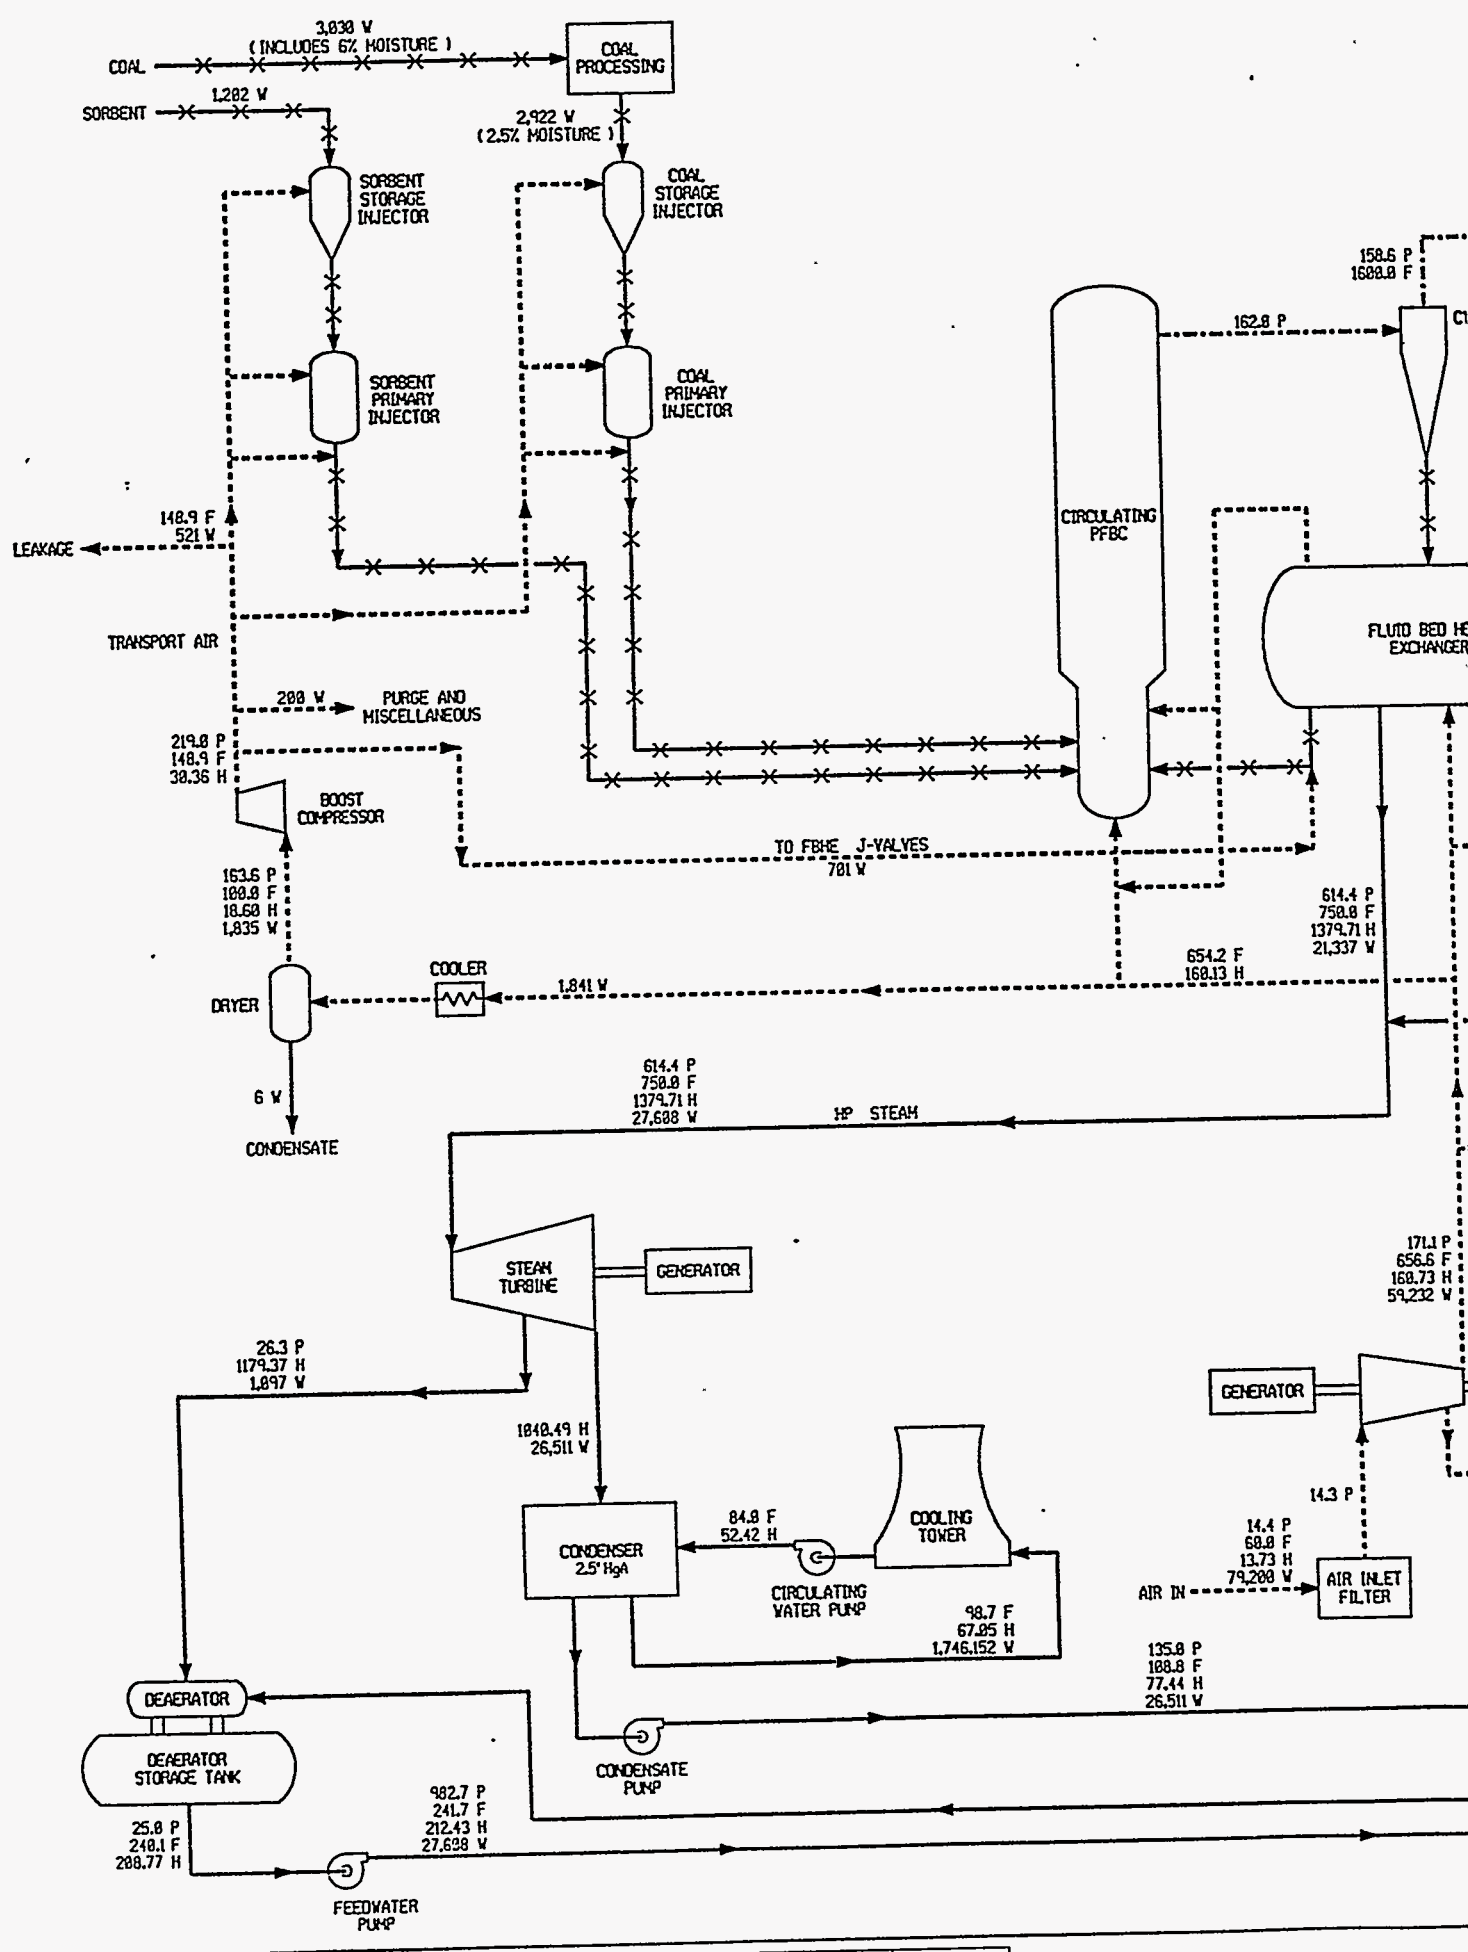 3,030 W
( INCLUDES 6% MOISTURE )
COAL
COAL
PROCESSING
1,202 W
SORBENT
2,922 W
( 2.5% MOISTURE )
SORBENT
STORAGE
INJECTOR
COAL
STORAGE
INJECTOR
158.6 P
1600.0 F
162.8 P
SORBENT
PRIMARY
INJECTOR
COAL
PRIMARY
INJECTOR
CIRCULATING
PFBC
148.9 F
521 W
LEAKAGE
TRANSPORT AIR
FLUID BED HE
EXCHANGER
200 W
PURGE AND
MISCELLANEOUS
219.0 P
148.9 F
30.36 H
BOOST
COMPRESSOR
TO FBHE J-VALVES
701 W
163.6 P
100.0 F
18.60 H
1,835 W
614.4 P
750.0 F
1379.71 H
21,337 W
COOLER
DRYER
1,841 W
654.2 F
160.13 H
6 W
CONDENSATE
614.4 P
750.0 F
1379.71 H
27,608 W
HP STEAM
STEAM
TURBINE
GENERATOR
171.1 P
656.6 F
160.73 H
59,232 W
26.3 P
1179.37 H
1,097 W
GENERATOR
1040.49 H
26,511 W
14.3 P
84.0 F
52.42 H
COOLING
TOWER
CONDENSER
2.5" HgA
CIRCULATING
WATER PUMP
14.4 P
60.0 F
13.73 H
79,200 W
AIR IN
AIR INLET
FILTER
98.7 F
67.05 H
1,746,152 W
135.0 P
108.8 F
77.44 H
26,511 W
DEAERATOR
DEAERATOR
STORAGE TANK
CONDENSATE
PUMP
982.7 P
241.7 F
212.43 H
27,608 W
25.0 P
240.1 F
208.77 H
FEEDWATER
PUMP